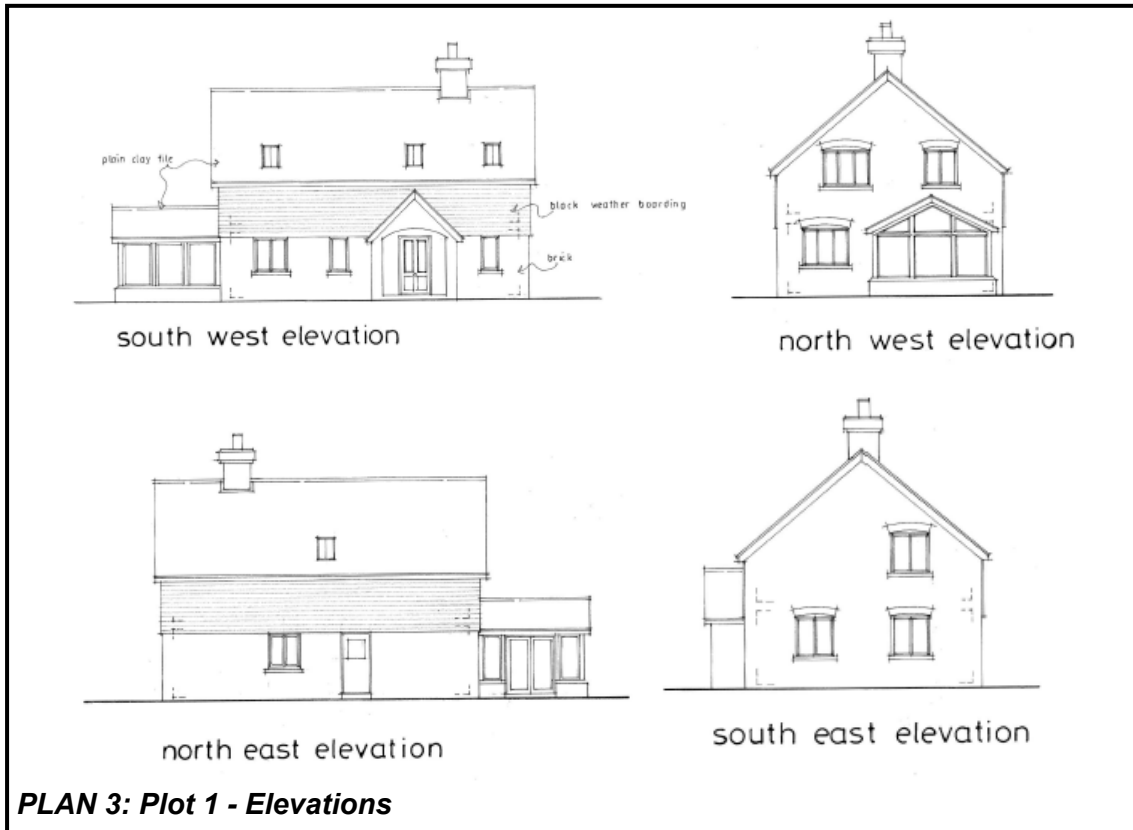 plain clay tile
black weather boarding
brick
south west elevation
north west elevation
north east elevation
south east elevation
PLAN 3: Plot 1 - Elevations